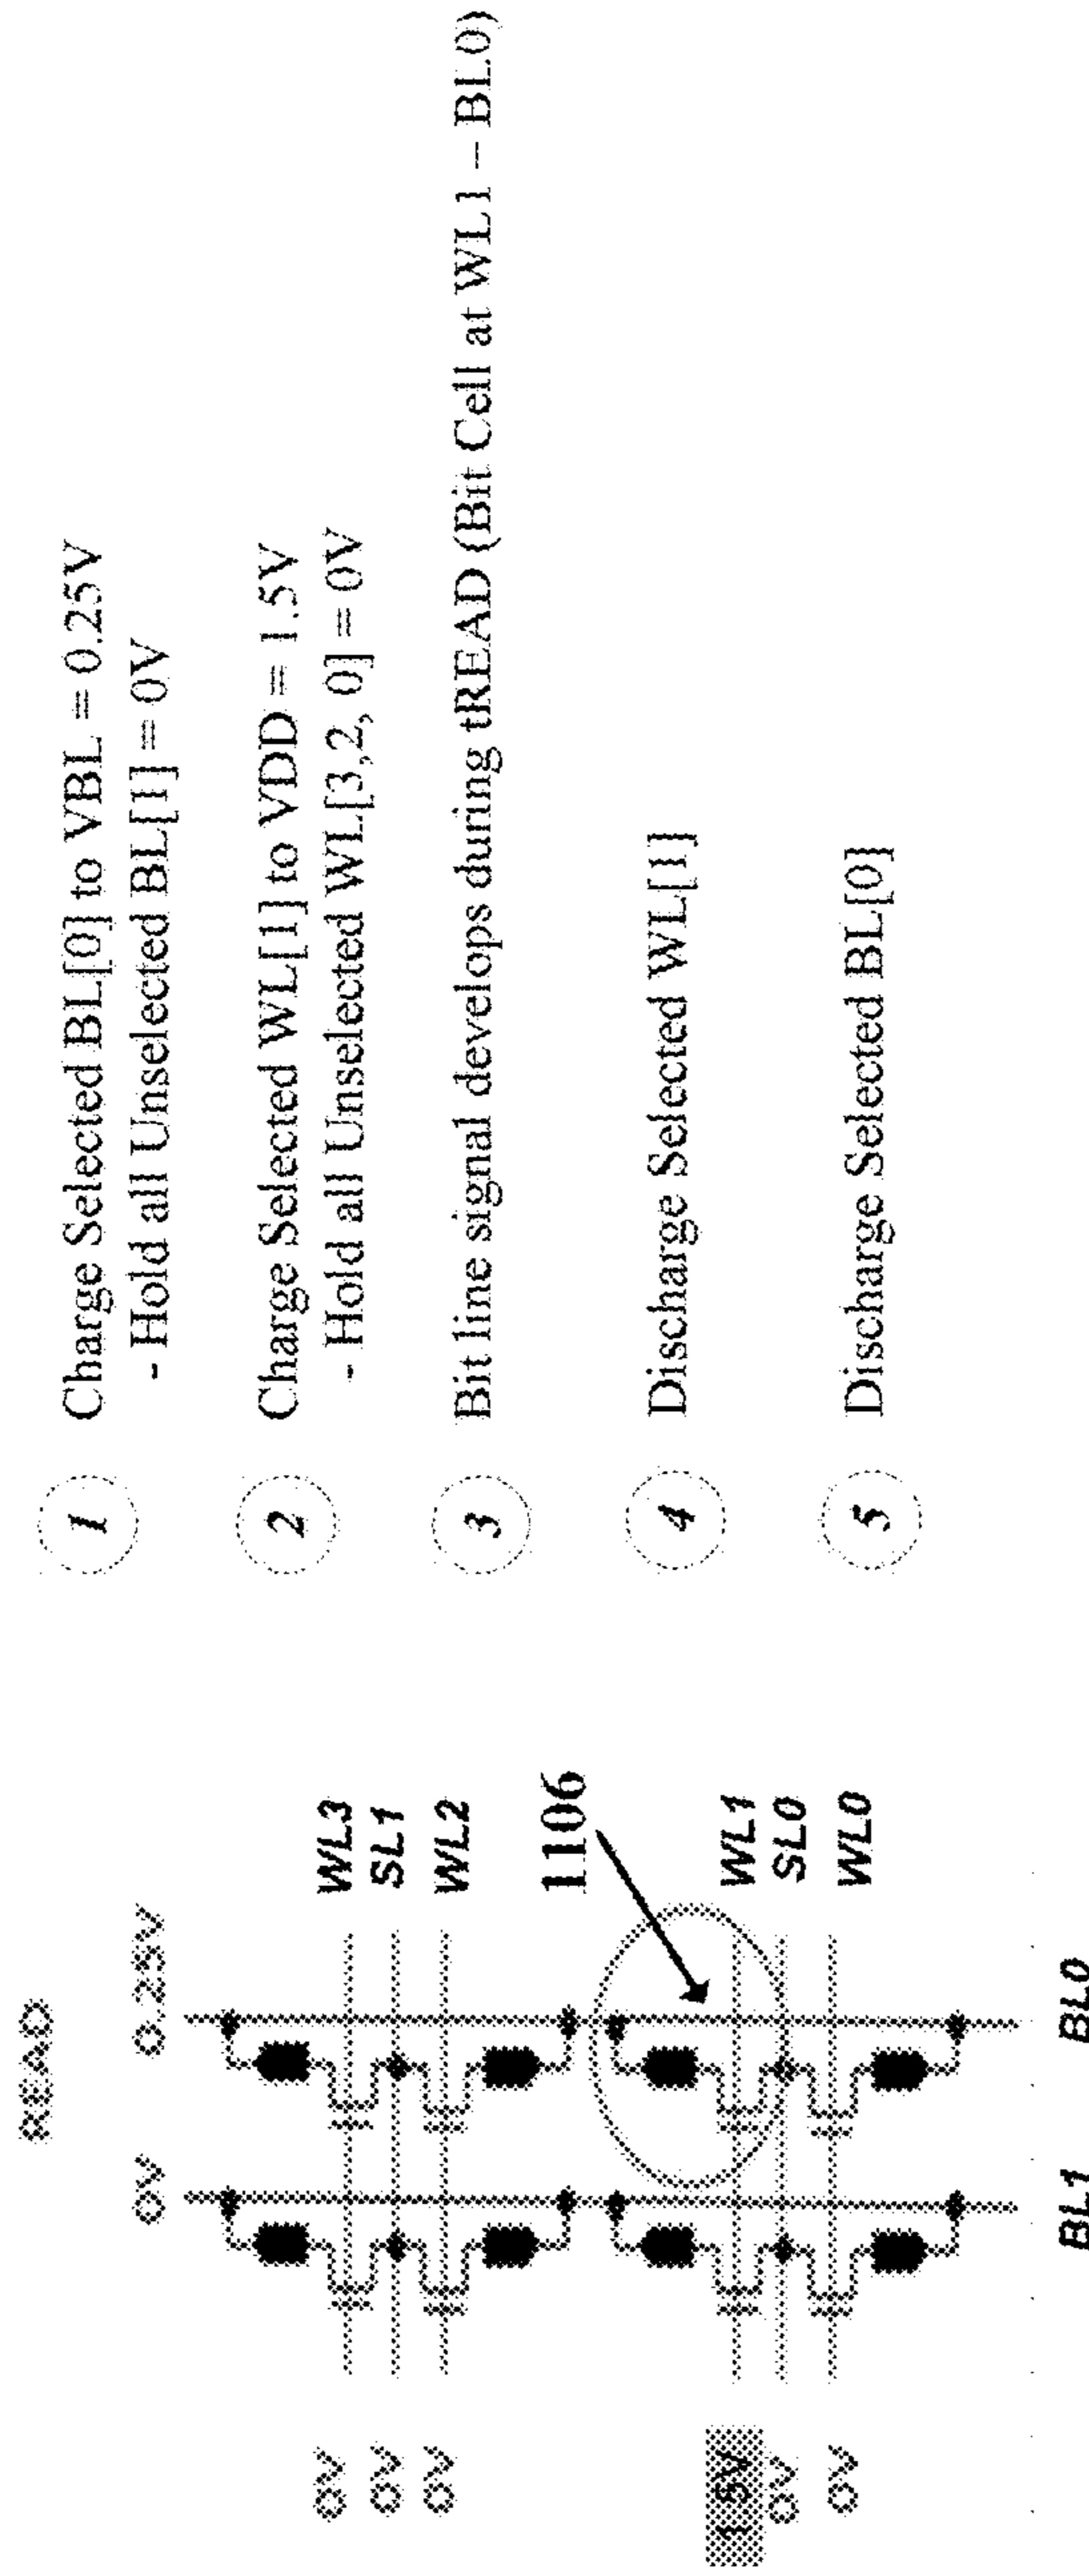 READ
0V 0.25V
0V WL3
0V SL1
0V WL2
1106
1.5V WL1
0V SL0
0V WL0
BL1 BL0
1 Charge Selected BL[0] to VBL = 0.25V
- Hold all Unselected BL[1] = 0V
2 Charge Selected WL[1] to VDD = 1.5V
- Hold all Unselected WL[3,2, 0] = 0V
3 Bit line signal develops during tREAD (Bit Cell at WL1 – BL0)
4 Discharge Selected WL[1]
5 Discharge Selected BL[0]